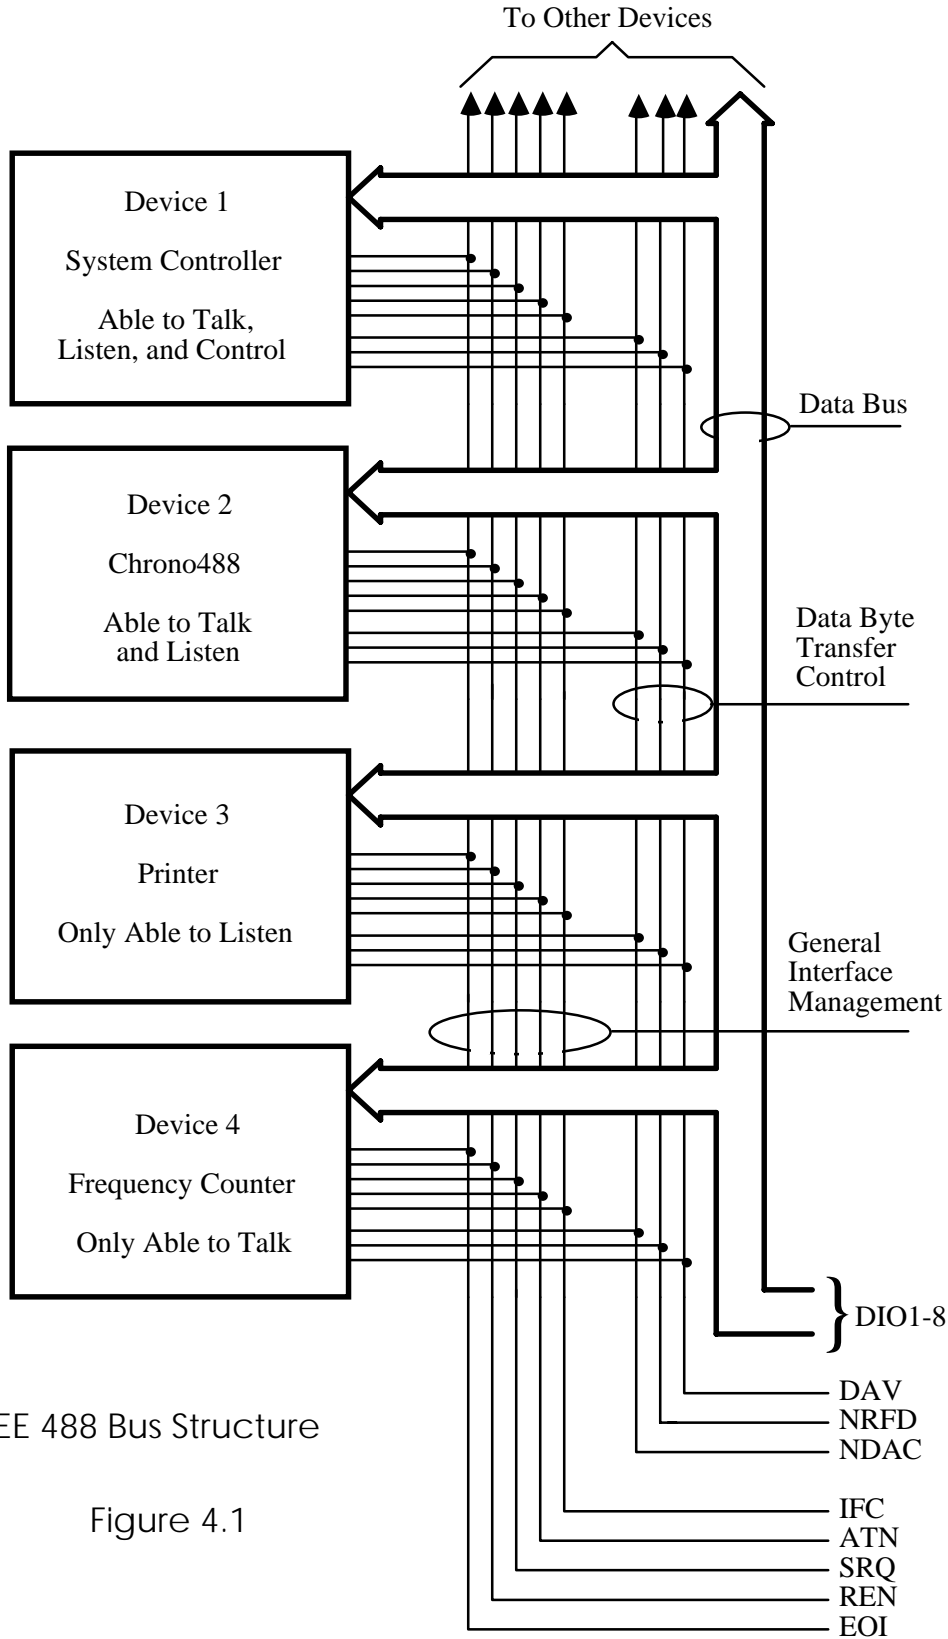 To Other Devices
Device 1
System Controller
Able to Talk,
Listen, and Control
Data Bus
Device 2
Chrono488
Able to Talk
and Listen
Data Byte
Transfer
Control
Device 3
Printer
Only Able to Listen
General
Interface
Management
Device 4
Frequency Counter
Only Able to Talk
DIO1-8
DAV
NRFD
NDAC
EE 488 Bus Structure
Figure 4.1
IFC
ATN
SRQ
REN
EOI